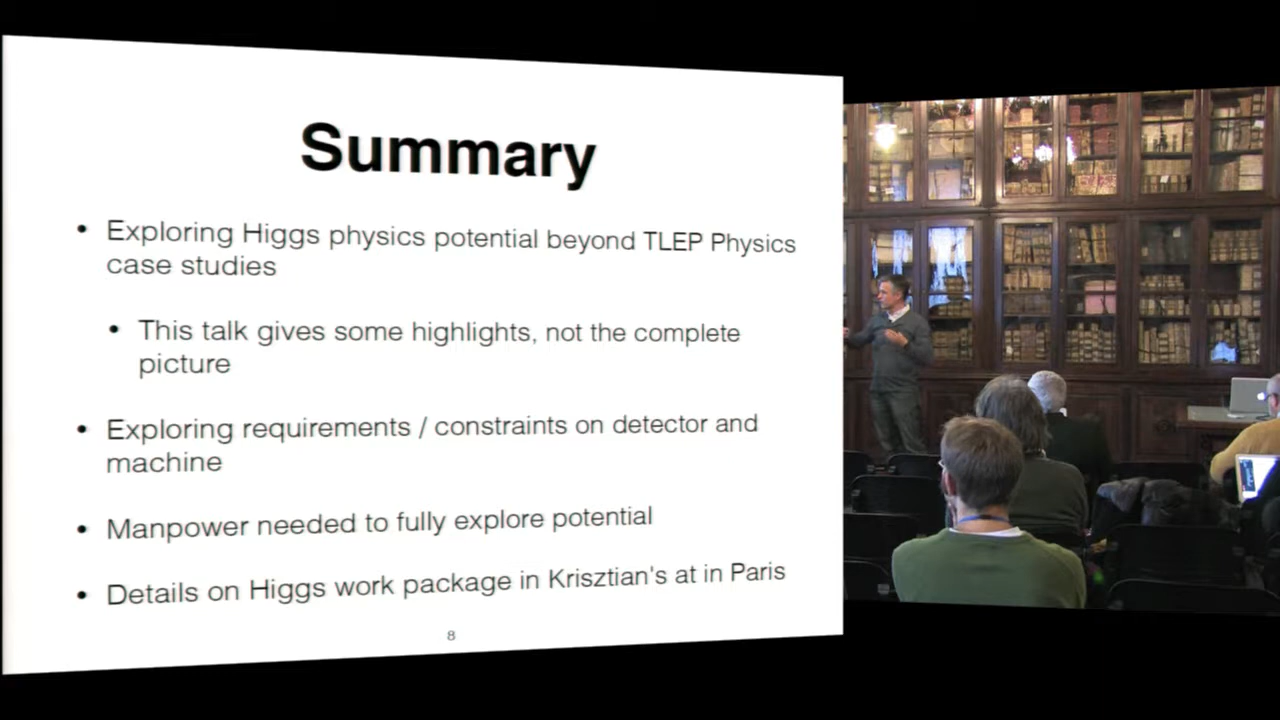 Summary
• Exploring Higgs physics potential beyond TLEP Physics
case studies
• This talk gives some highlights, not the complete
picture
• Exploring requirements / constraints on detector and
machine
• Manpower needed to fully explore potential
• Details on Higgs work package in Krisztian's at in Paris
8